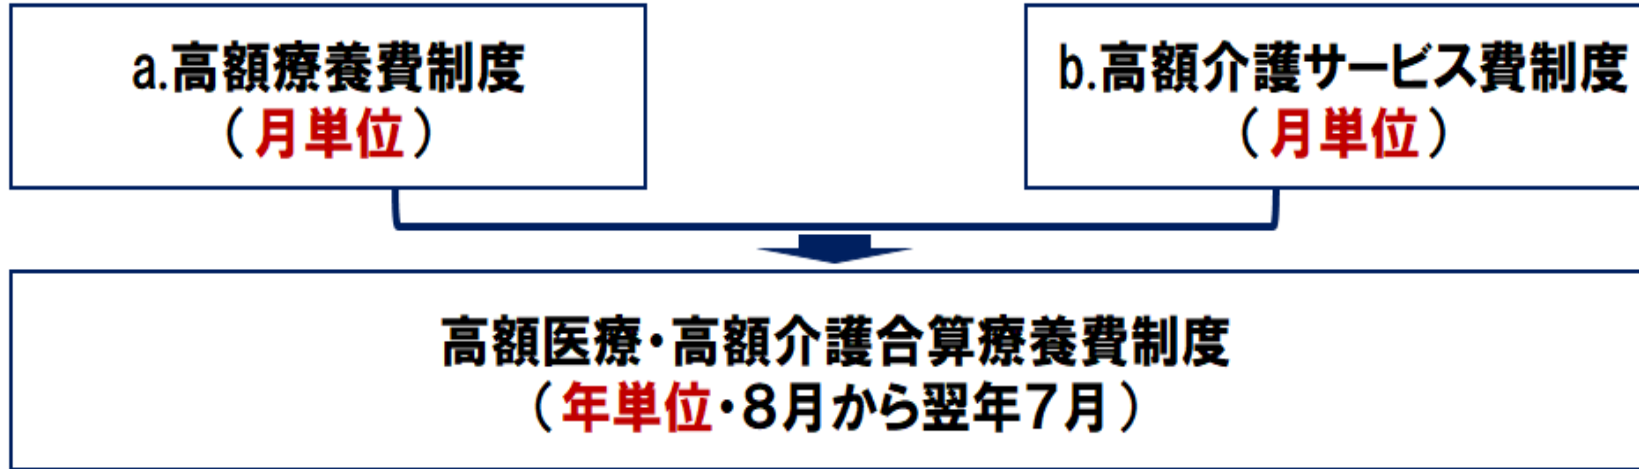 a.高額療養費制度
（月単位）
b.高額介護サービス費制度
（月単位）
高額医療・高額介護合算療養費制度
（年単位・８月から翌年７月）